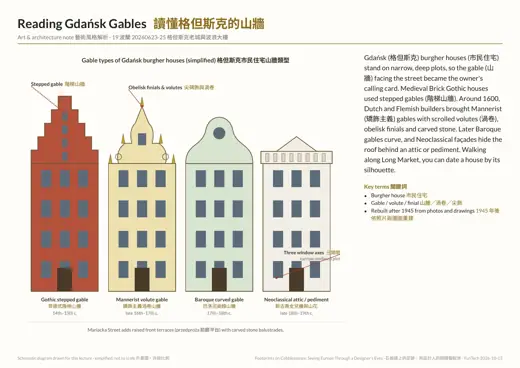 Reading Gdańsk Gables 讀懂格但斯克的山牆
Art & architecture note 藝術風格解析 · L9 波蘭 20260623-25 格但斯克老城與波浪大樓
Gable types of Gdańsk burgher houses (simplified) 格但斯克市民住宅山牆類型
Stepped gable 階梯山牆
Obelisk finials & volutes 尖碑飾與渦卷
Three window axes 三開間
Gothic stepped gable
哥德式階梯山牆
14th–15th c.
Mannerist volute gable
矯飾主義渦卷山牆
late 16th–17th c.
Baroque curved gable
巴洛克曲線山牆
17th–18th c.
Neoclassical attic / pediment
新古典女兒牆與山花
late 18th–19th c.
Mariacka Street adds raised front terraces (przedproża 前廊平台) with carved stone balustrades.
Gdańsk (格但斯克) burgher houses (市民住宅)
stand on narrow, deep plots, so the gable (山
牆) facing the street became the owner's
calling card. Medieval Brick Gothic houses
used stepped gables (階梯山牆). Around 1600,
Dutch and Flemish builders brought Mannerist
(矯飾主義) gables with scrolled volutes (渦卷),
obelisk finials and carved stone. Later Baroque
gables curve, and Neoclassical façades hide the
roof behind an attic or pediment. Walking
along Long Market, you can date a house by its
silhouette.
Key terms 關鍵詞
Burgher house 市民住宅
Gable / volute / finial 山牆／渦卷／尖飾
Rebuilt after 1945 from photos and drawings 1945 年後
依照片與圖面重建